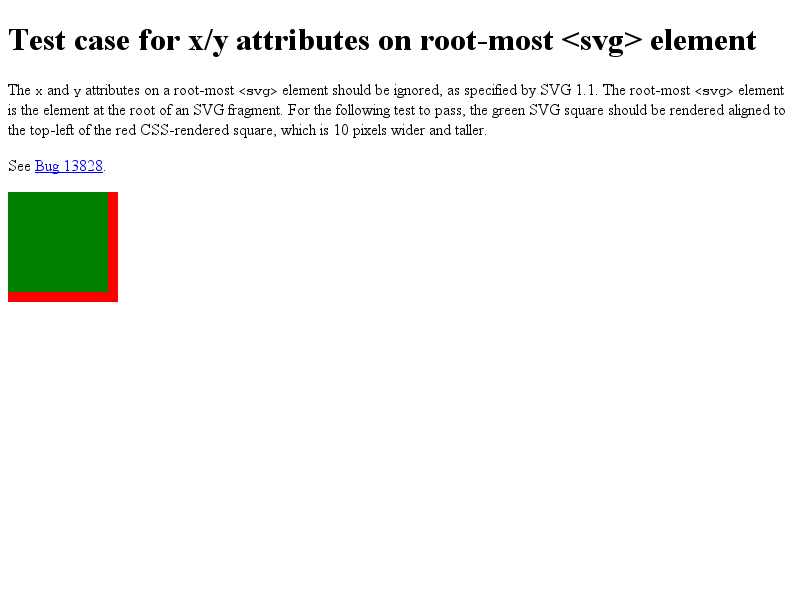 Test case for x/y attributes on root-most <svg> element
The x and y attributes on a root-most <svg> element should be ignored, as specified by SVG 1.1. The root-most <svg> element
is the element at the root of an SVG fragment. For the following test to pass, the green SVG square should be rendered aligned to
the top-left of the red CSS-rendered square, which is 10 pixels wider and taller.
See Bug 13828.